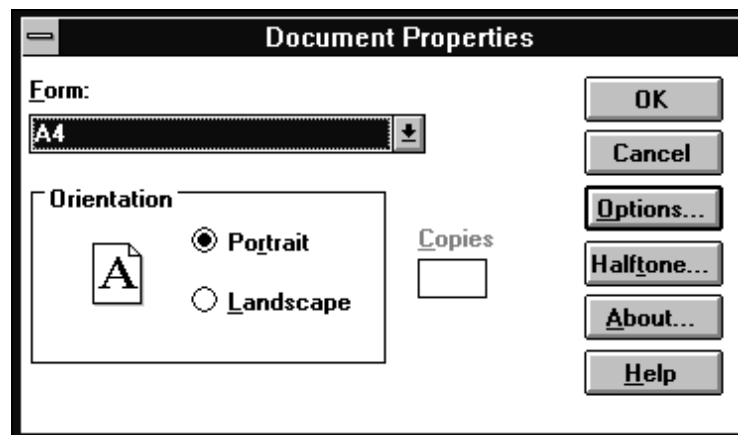 Document Properties
Form:
A4
OK
Cancel
Options...
Halftone...
About...
Help
Orientation
A
Portrait
Landscape
Copies